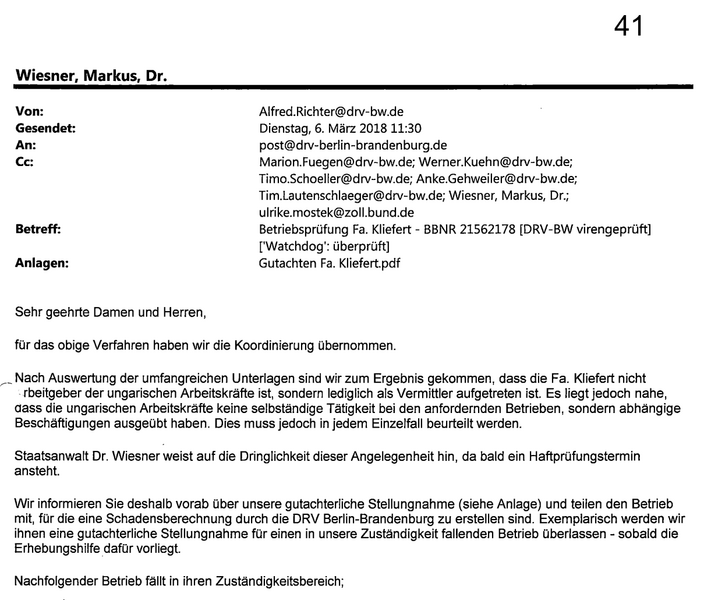 41
Wiesner, Markus, Dr.
Von: Alfred.Richter@drv-bw.de
Gesendet: Dienstag, 6. März 2018 11:30
An: post@drv-berlin-brandenburg.de
Cc: Marion.Fuegen@drv-bw.de; Werner.Kuehn@drv-bw.de;
Timo.Schoeller@drv-bw.de; Anke.Gehweiler@drv-bw.de;
Tim.Lautenschlaeger@drv-bw.de; Wiesner, Markus, Dr.;
ulrike.mostek@zoll.bund.de
Betreff: Betriebsprüfung Fa. Kliefert - BBNR 21562178 [DRV-BW virengeprüft]
['Watchdog': überprüft]
Anlagen: Gutachten Fa. Kliefert.pdf
Sehr geehrte Damen und Herren,
für das obige Verfahren haben wir die Koordinierung übernommen.
Nach Auswertung der umfangreichen Unterlagen sind wir zum Ergebnis gekommen, dass die Fa. Kliefert nicht
rbeitgeber der ungarischen Arbeitskräfte ist, sondern lediglich als Vermittler aufgetreten ist. Es liegt jedoch nahe,
dass die ungarischen Arbeitskräfte keine selbständige Tätigkeit bei den anfordernden Betrieben, sondern abhängige
Beschäftigungen ausgeübt haben. Dies muss jedoch in jedem Einzelfall beurteilt werden.
Staatsanwalt Dr. Wiesner weist auf die Dringlichkeit dieser Angelegenheit hin, da bald ein Haftprüfungstermin
ansteht.
Wir informieren Sie deshalb vorab über unsere gutachterliche Stellungnahme (siehe Anlage) und teilen den Betrieb
mit, für die eine Schadensberechnung durch die DRV Berlin-Brandenburg zu erstellen sind. Exemplarisch werden wir
ihnen eine gutachterliche Stellungnahme für einen in unsere Zuständigkeit fallenden Betrieb überlassen - sobald die
Erhebungshilfe dafür vorliegt.
Nachfolgender Betrieb fällt in ihren Zuständigkeitsbereich;